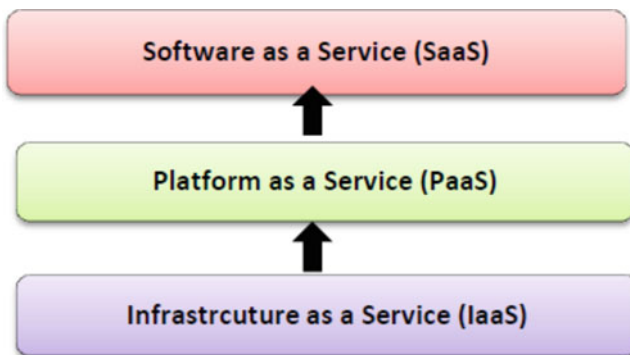 Software as a Service (SaaS)
Platform as a Service (PaaS)
Infrastrcuture as a Service (IaaS)